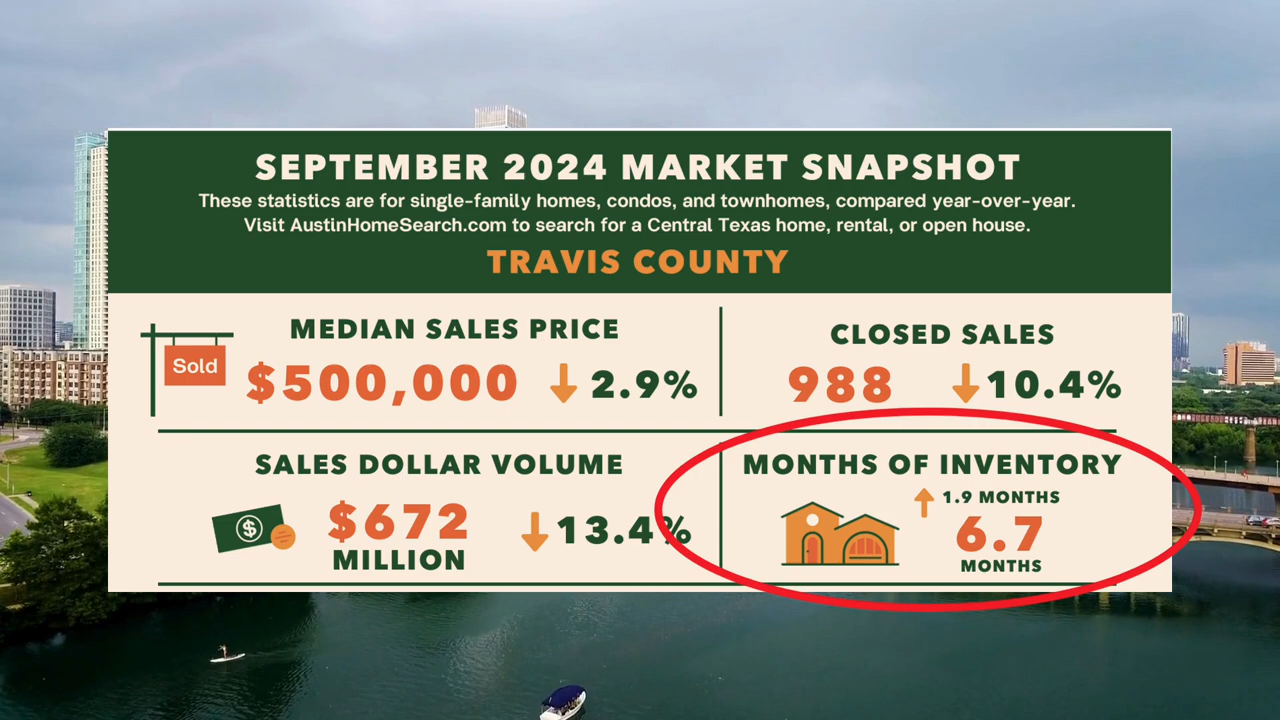 SEPTEMBER 2024 MARKET SNAPSHOT
These statistics are for single-family homes, condos, and townhomes, compared year-over-year.
Visit AustinHomeSearch.com to search for a Central Texas home, rental, or open house.
TRAVIS COUNTY
MEDIAN SALES PRICE
Sold
$500,000
2.9%
CLOSED SALES
988
10.4%
SALES DOLLAR VOLUME
$
$672
MILLION
13.4%
MONTHS OF INVENTORY
1.9 MONTHS
6.7
MONTHS